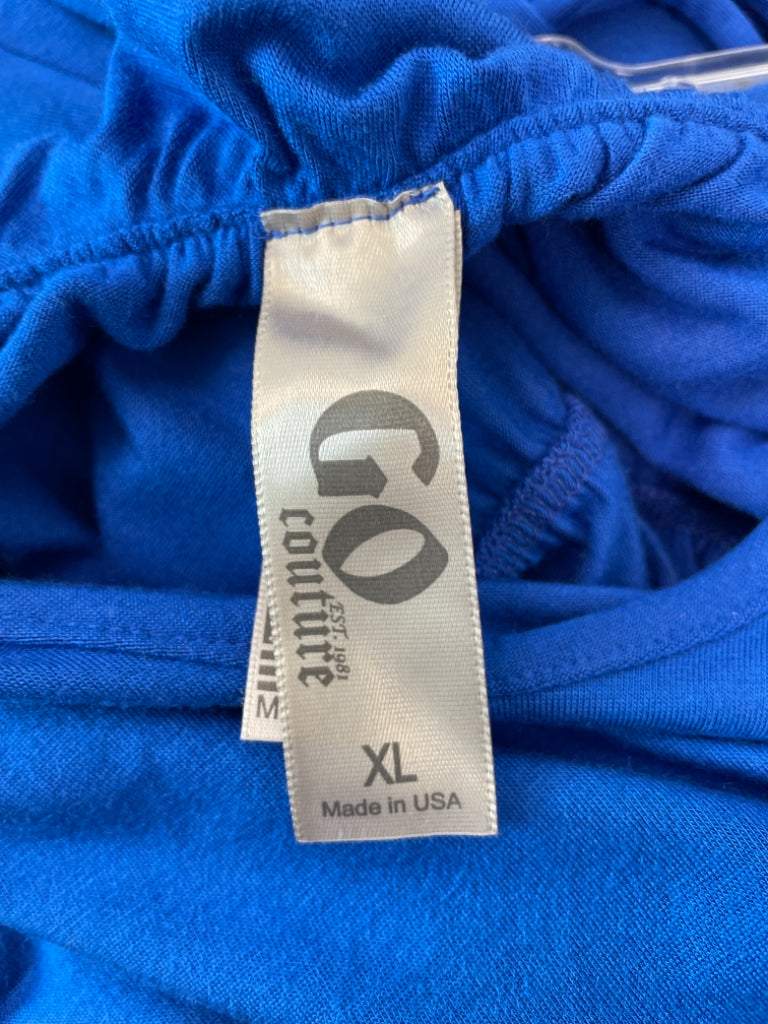 GO
couture
EST. 1981
XL
Made in USA
M